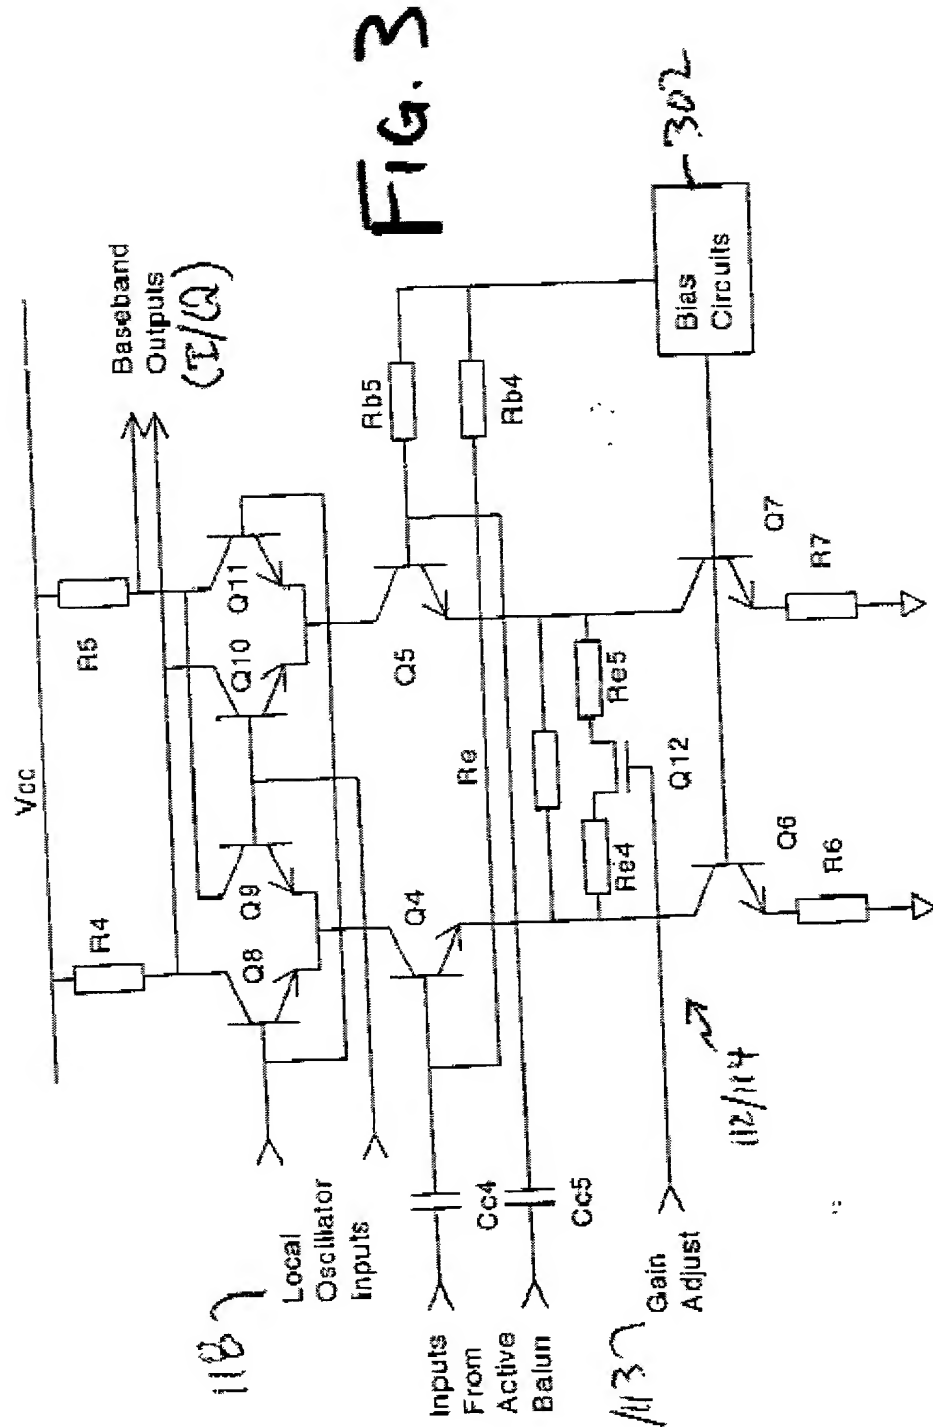 FIG. 3
Vcc
R4
R5
Baseband
Outputs
(I/Q)
Q8
Q9
Q10
Q11
118
Local
Oscillator
Inputs
Q4
Q5
Rb5
Rb4
Inputs
From
Active
Balun
Cc4
Cc5
Re
Re4
Re5
Q12
113
Gain
Adjust
112/114
Q6
R6
Q7
R7
Bias
Circuits
302